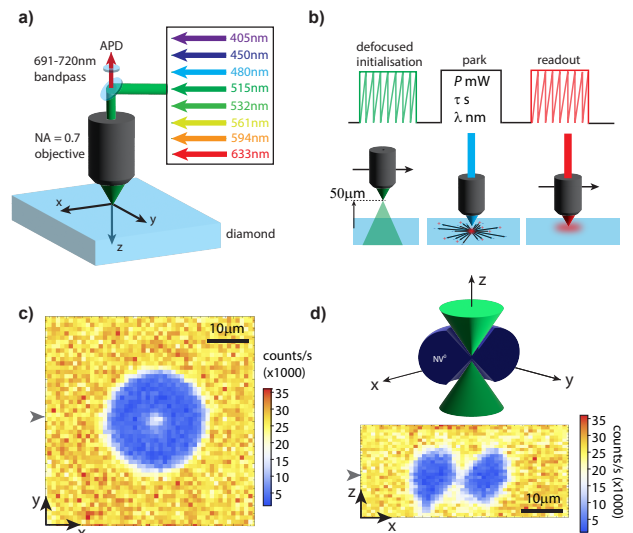 a)
APD
691-720nm
bandpass
NA = 0.7
objective
405nm
450nm
480nm
515nm
532nm
561nm
594nm
633nm
x
y
z
diamond
b)
defocused
initialisation
park
readout
P mW
τ s
λ nm
50µm
c)
10µm
counts/s
(x1000)
35
30
25
20
15
10
5
y
x
d)
z
NV⁰
x
y
z
x
10µm
35
30
25
20
15
10
5
counts/s (x1000)